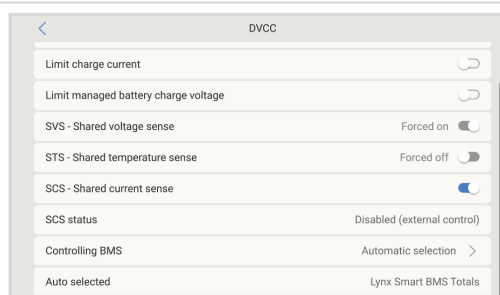 DVCC
Limit charge current
Limit managed battery charge voltage
SVS - Shared voltage sense Forced on
STS - Shared temperature sense Forced off
SCS - Shared current sense
SCS status Disabled (external control)
Controlling BMS Automatic selection
Auto selected Lynx Smart BMS Totals